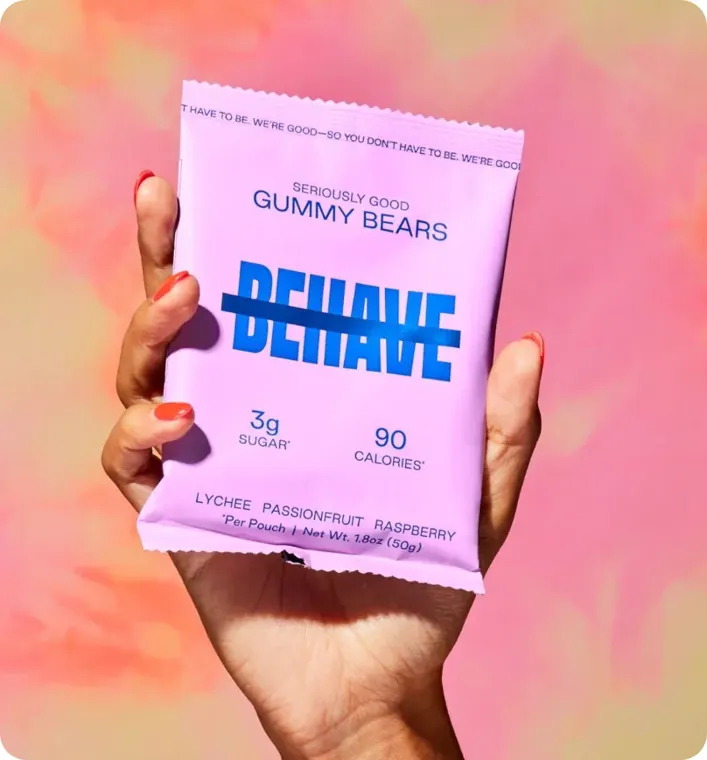 T HAVE TO BE. WE'RE GOOD—SO YOU DON'T HAVE TO BE. WE'RE GOOD
SERIOUSLY GOOD
GUMMY BEARS
BEHAVE
3g
SUGAR*
90
CALORIES*
LYCHEE PASSIONFRUIT RASPBERRY
*Per Pouch | Net Wt. 1.8oz (50g)